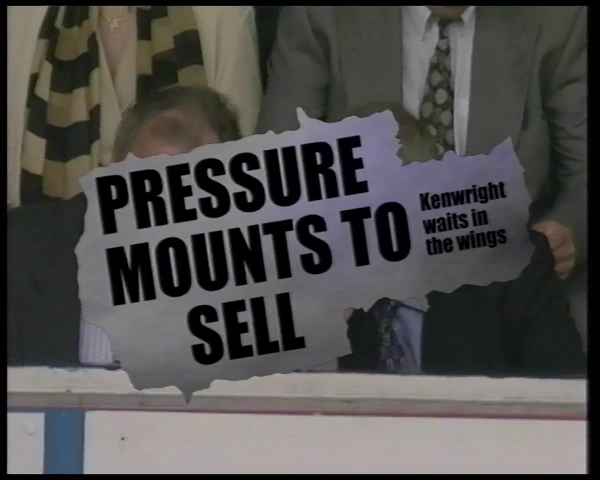 PRESSURE
MOUNTS TO
SELL
Kenwright
waits in
the wings